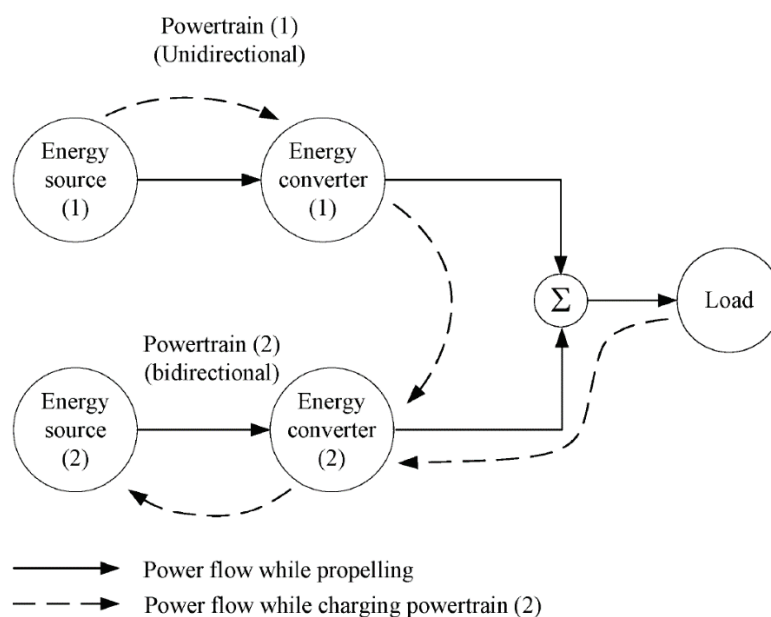 Powertrain (1)
(Unidirectional)
Energy
source
(1)
Energy
converter
(1)
Σ
Load
Powertrain (2)
(bidirectional)
Energy
source
(2)
Energy
converter
(2)
Power flow while propelling
Power flow while charging powertrain (2)